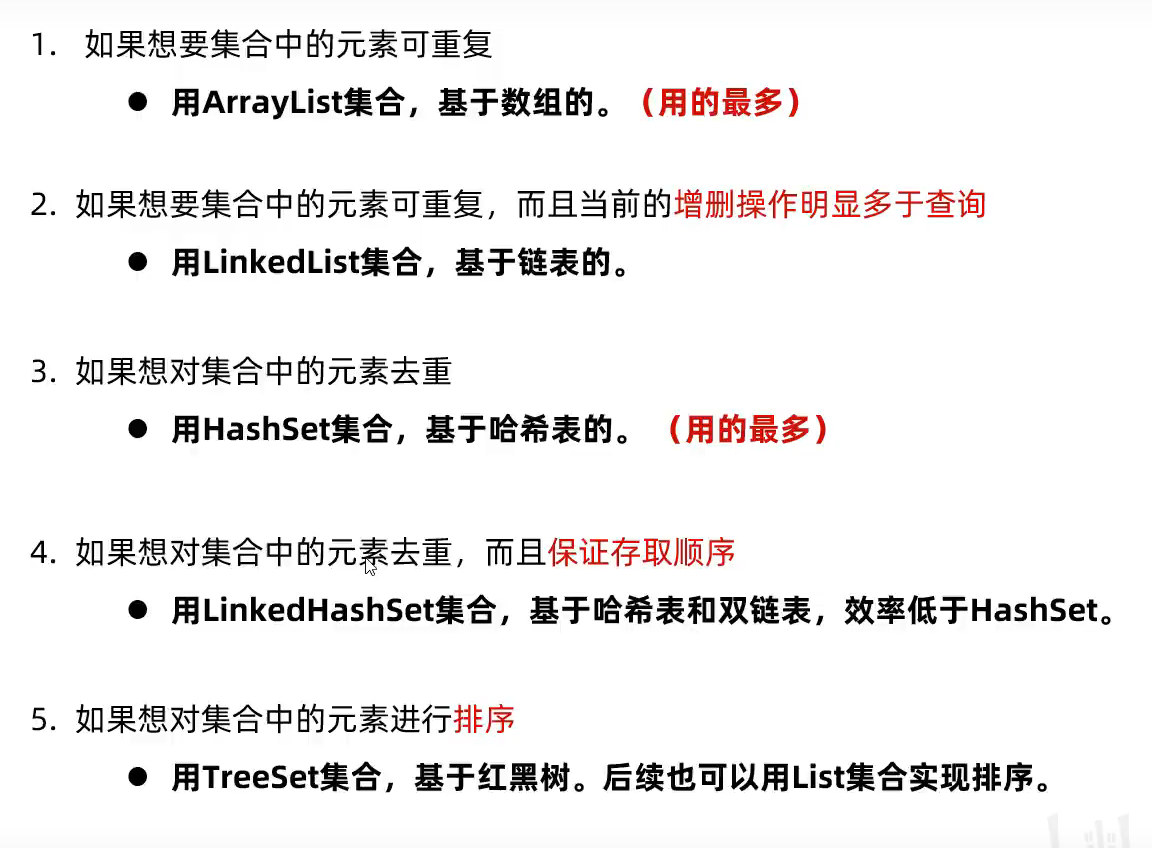 1. 如果想要集合中的元素可重复
● 用ArrayList集合，基于数组的。（用的最多）
2. 如果想要集合中的元素可重复，而且当前的增删操作明显多于查询
● 用LinkedList集合，基于链表的。
3. 如果想对集合中的元素去重
● 用HashSet集合，基于哈希表的。（用的最多）
4. 如果想对集合中的元素去重，而且保证存取顺序
● 用LinkedHashSet集合，基于哈希表和双链表，效率低于HashSet。
5. 如果想对集合中的元素进行排序
● 用TreeSet集合，基于红黑树。后续也可以用List集合实现排序。